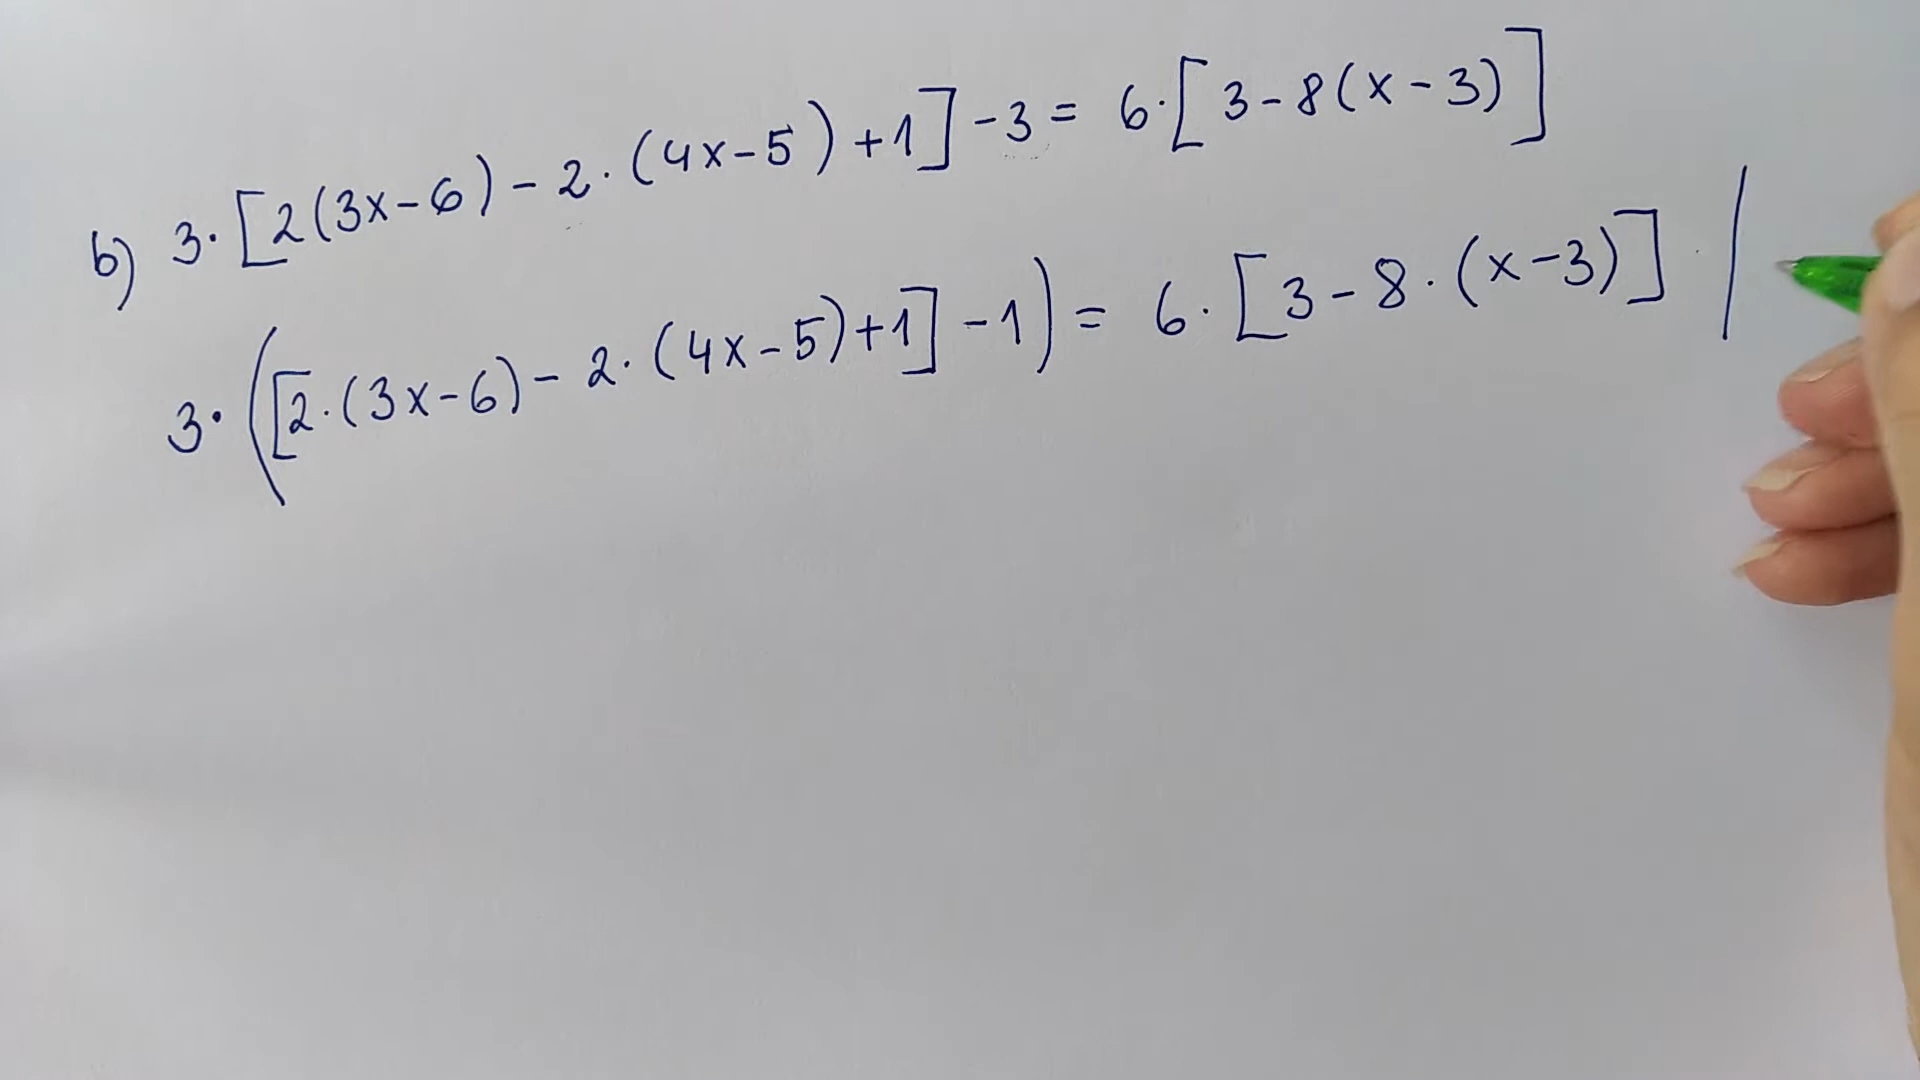 b) 3·[2(3x-6)-2·(4x-5)+1]-3= 6·[3-8(x-3)]
3·([2·(3x-6)-2·(4x-5)+1]-1)= 6·[3-8·(x-3)] |